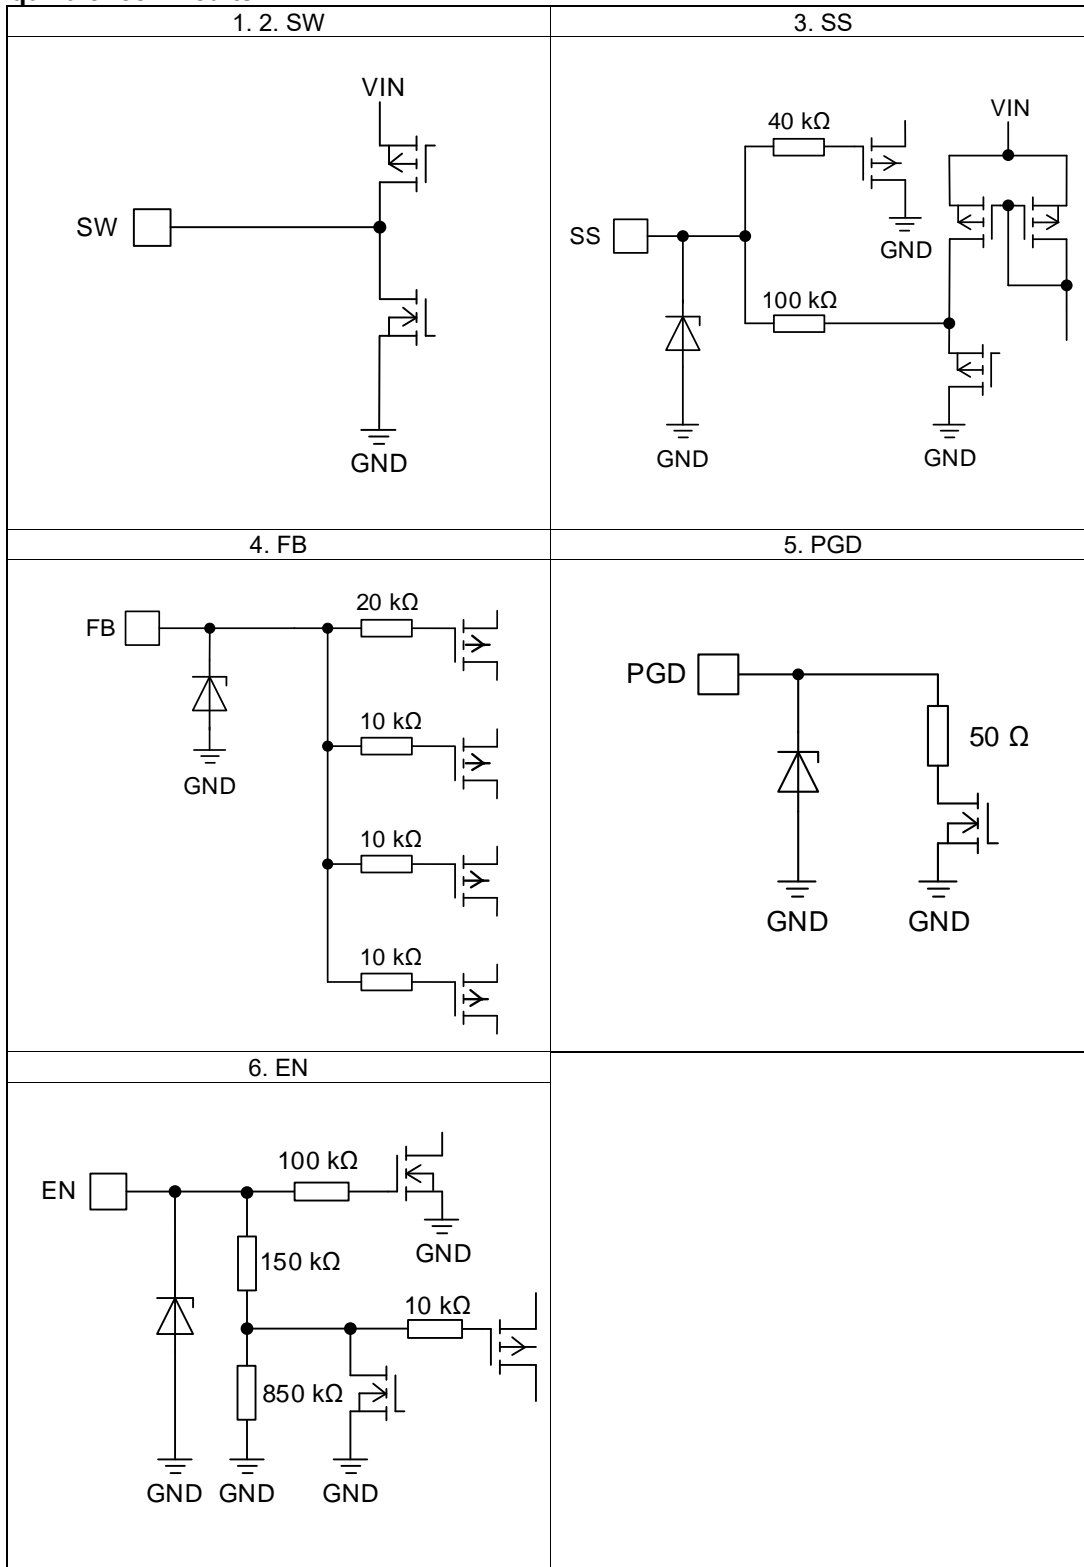 1. 2. SW
3. SS
VIN
SW
GND
40 kΩ
VIN
SS
GND
100 kΩ
GND
GND
4. FB
5. PGD
FB
20 kΩ
GND
10 kΩ
10 kΩ
10 kΩ
PGD
50 Ω
GND
GND
6. EN
EN
100 kΩ
GND
150 kΩ
10 kΩ
850 kΩ
GND
GND
GND